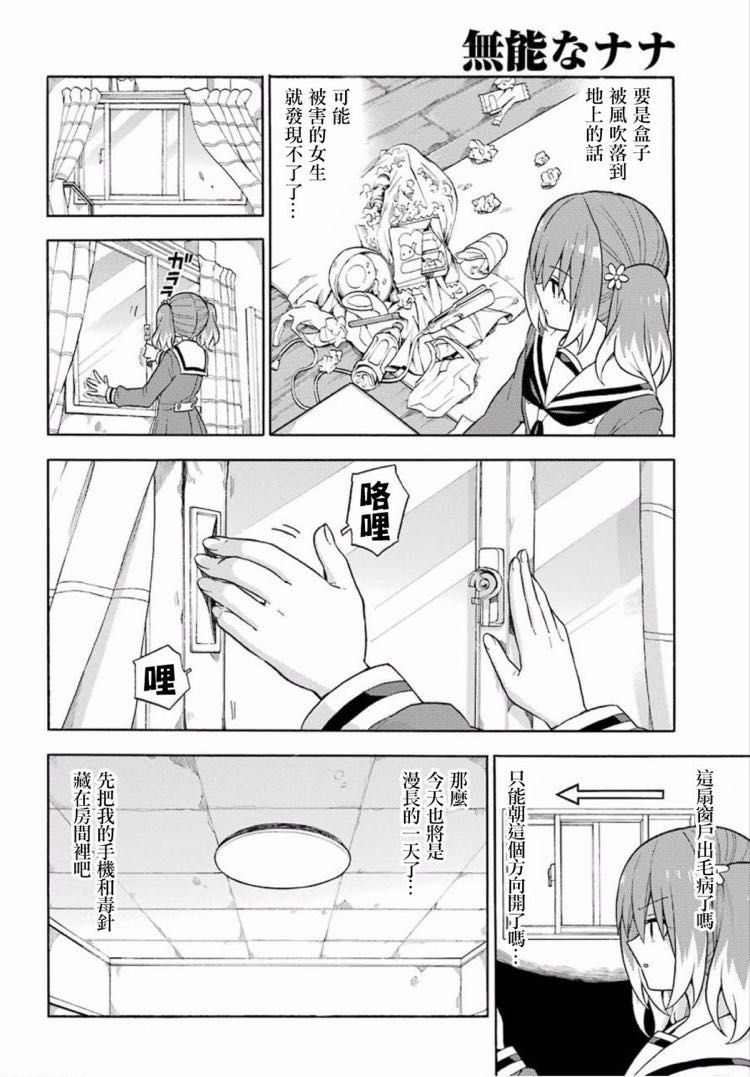 無能なナナ
要是盒子
被風吹落到
地上的話
可能
被害的女生
就發現不了了…
ガララ
咯哩
哩
這扇窗戶出毛病了嗎
只能朝這個方向開了嗎…
那麼
今天也將是
漫長的一天了…
先把我的手機和毒針
藏在房間裡吧